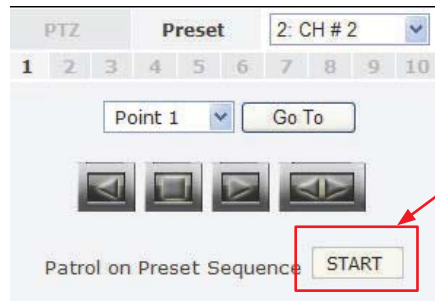 PTZ Preset 2: CH # 2
1 2 3 4 5 6 7 8 9 10
Point 1 Go To
Patrol on Preset Sequence START